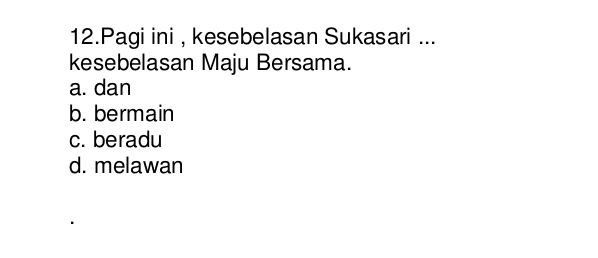 12.Pagi ini , kesebelasan Sukasari ...
kesebelasan Maju Bersama.
a. dan
b. bermain
c. beradu
d. melawan
.